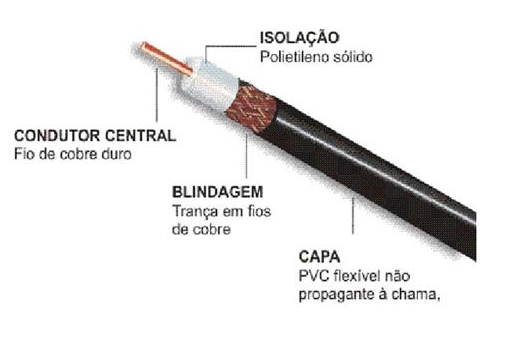 ISOLAÇÃO
Polietileno sólido
CONDUTOR CENTRAL
Fio de cobre duro
BLINDAGEM
Trança em fios
de cobre
CAPA
PVC flexível não
propagante à chama,